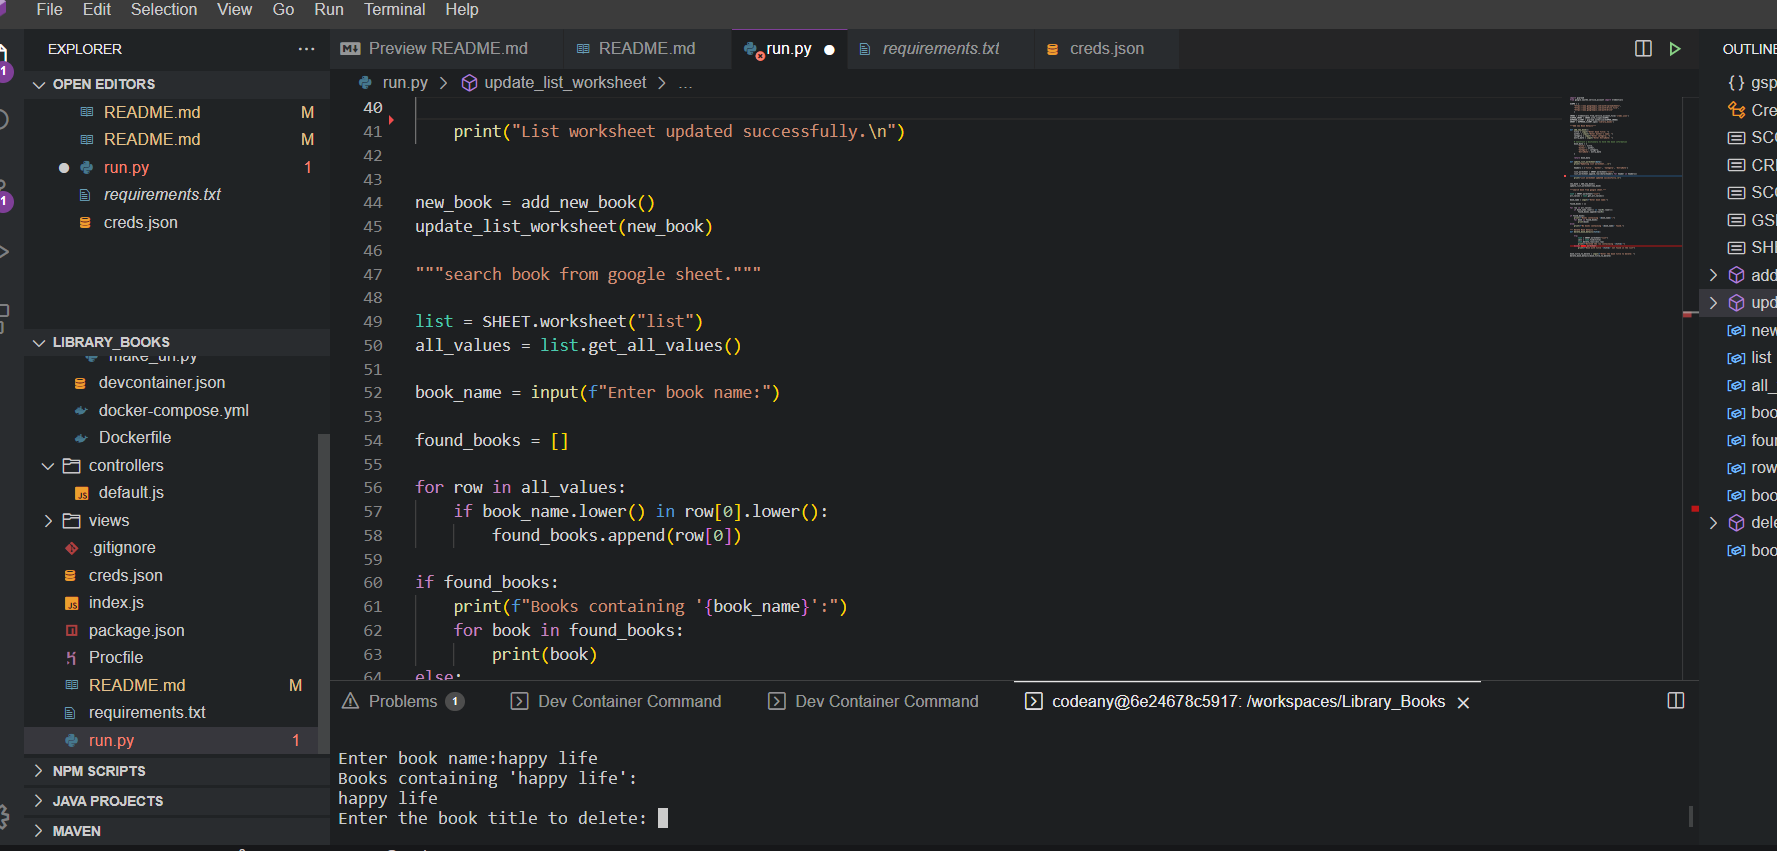 File Edit Selection View Go Run Terminal Help
EXPLORER
OPEN EDITORS
README.md M
README.md M
run.py 1
requirements.txt
creds.json
LIBRARY_BOOKS
make_url.py
devcontainer.json
docker-compose.yml
Dockerfile
controllers
default.js
views
.gitignore
creds.json
index.js
package.json
Procfile
README.md M
requirements.txt
run.py 1
NPM SCRIPTS
JAVA PROJECTS
MAVEN
Preview README.md README.md run.py requirements.txt creds.json
run.py > update_list_worksheet > ...
40
41 print("List worksheet updated successfully.\n")
42
43
44 new_book = add_new_book()
45 update_list_worksheet(new_book)
46
47 """search book from google sheet."""
48
49 list = SHEET.worksheet("list")
50 all_values = list.get_all_values()
51
52 book_name = input(f"Enter book name:")
53
54 found_books = []
55
56 for row in all_values:
57 if book_name.lower() in row[0].lower():
58 found_books.append(row[0])
59
60 if found_books:
61 print(f"Books containing '{book_name}':")
62 for book in found_books:
63 print(book)
64 else:
Problems 1 Dev Container Command Dev Container Command codeany@6e24678c5917: /workspaces/Library_Books
Enter book name:happy life
Books containing 'happy life':
happy life
Enter the book title to delete:
OUTLINE
{} gsp
Cre
SCO
CRE
SCO
GSP
SHE
add
upd
new
list
all_
boo
four
row
boo
dele
boo
1
1